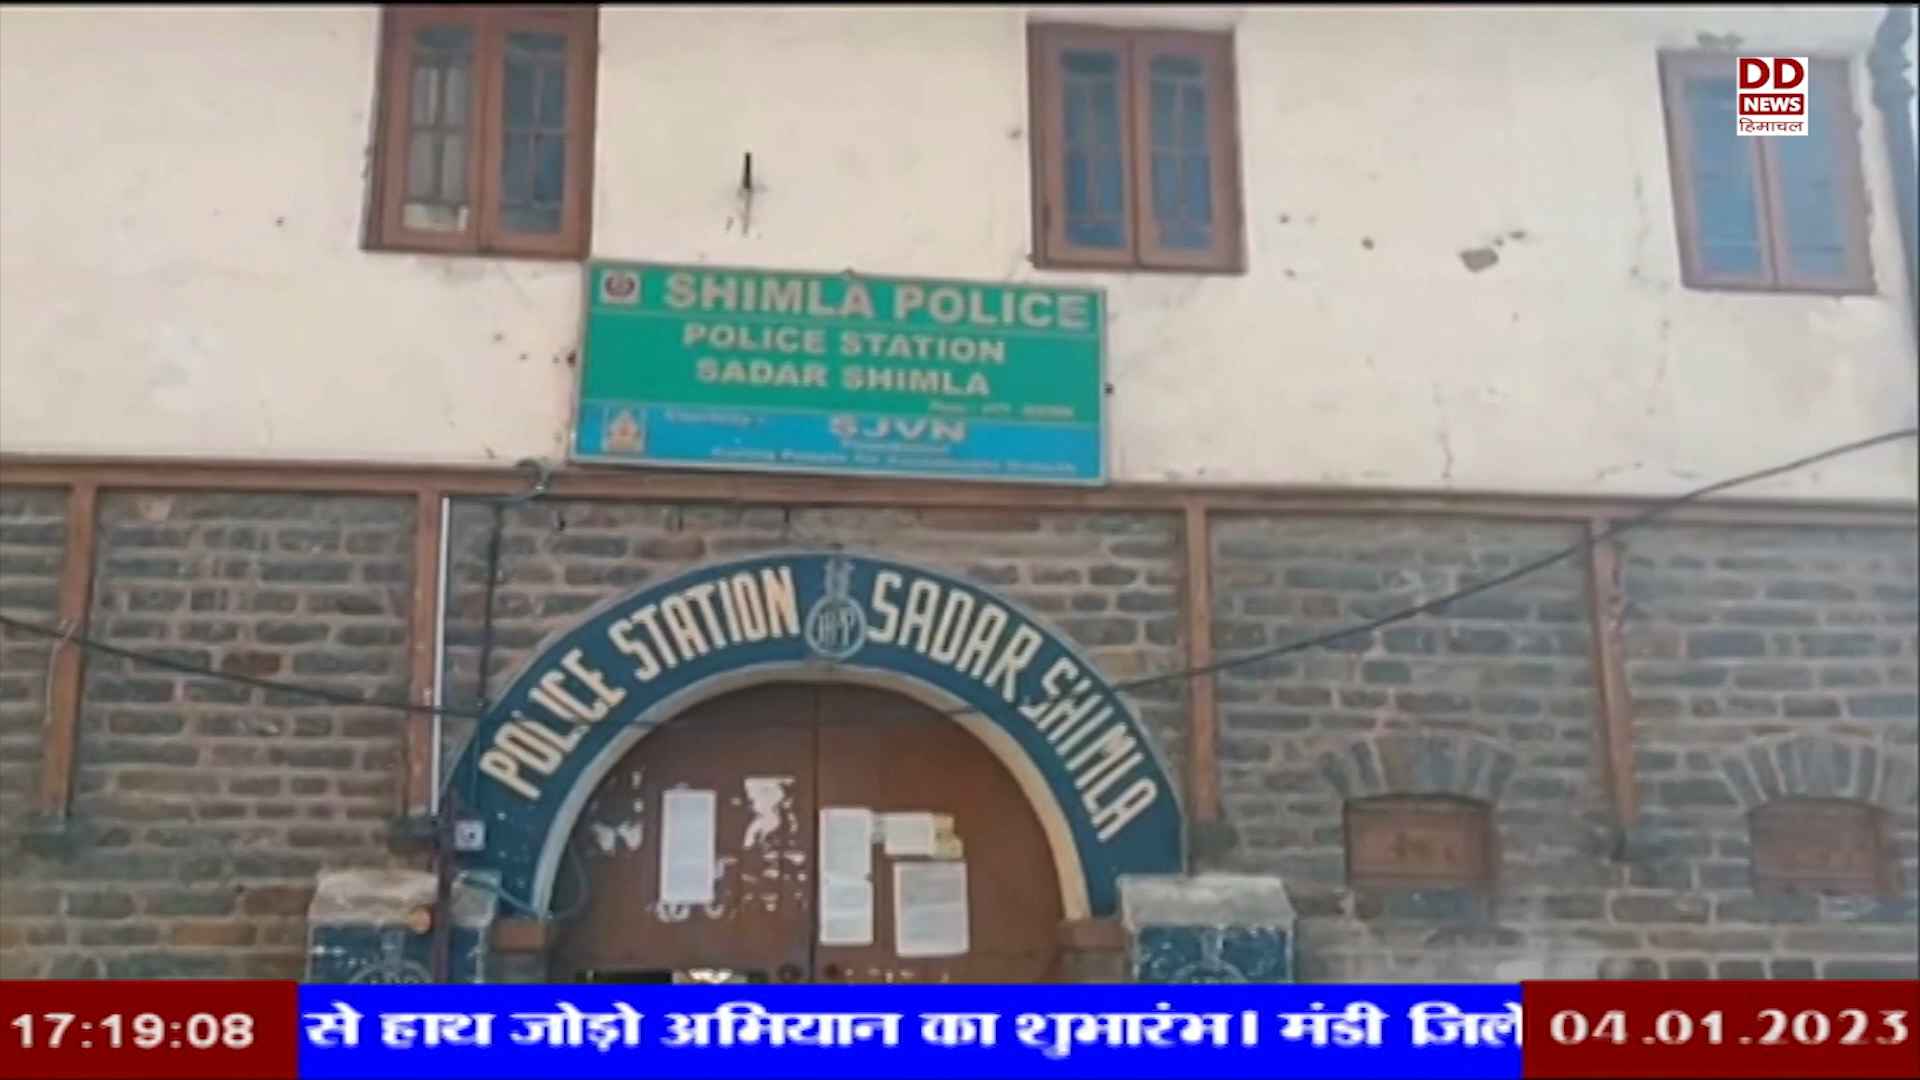 DD
NEWS
हिमाचल
SHIMLA POLICE
POLICE STATION
SADAR SHIMLA
SJVN
POLICE STATION HP SADAR SHIMLA
17:19:08
से हाथ जोड़ो अभियान का शुभारंभ। मंडी जिले
04.01.2023